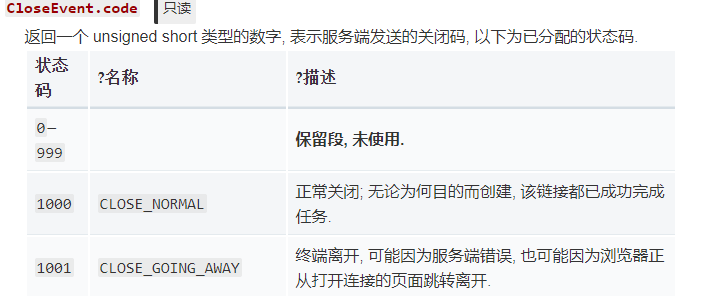 CloseEvent.code 只读
返回一个 unsigned short 类型的数字, 表示服务端发送的关闭码, 以下为已分配的状态码.
状态码 ?名称 ?描述
0–999 保留段, 未使用.
1000 CLOSE_NORMAL 正常关闭; 无论为何目的而创建, 该链接都已成功完成
任务.
1001 CLOSE_GOING_AWAY 终端离开, 可能因为服务端错误, 也可能因为浏览器正
从打开连接的页面跳转离开.